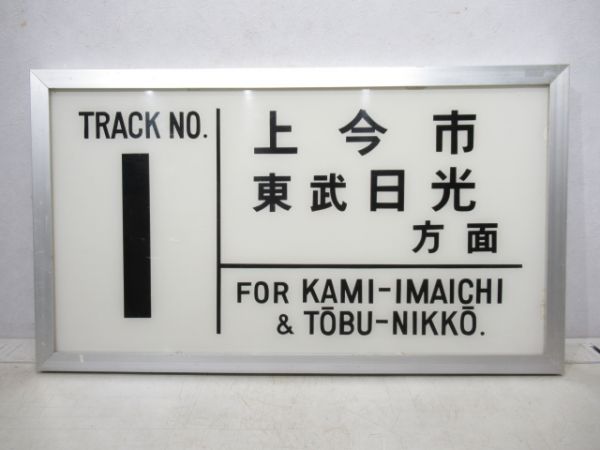 TRACK NO.
1
上今市
東武日光
方面
FOR KAMI-IMAICHI
& TŌBU-NIKKŌ.